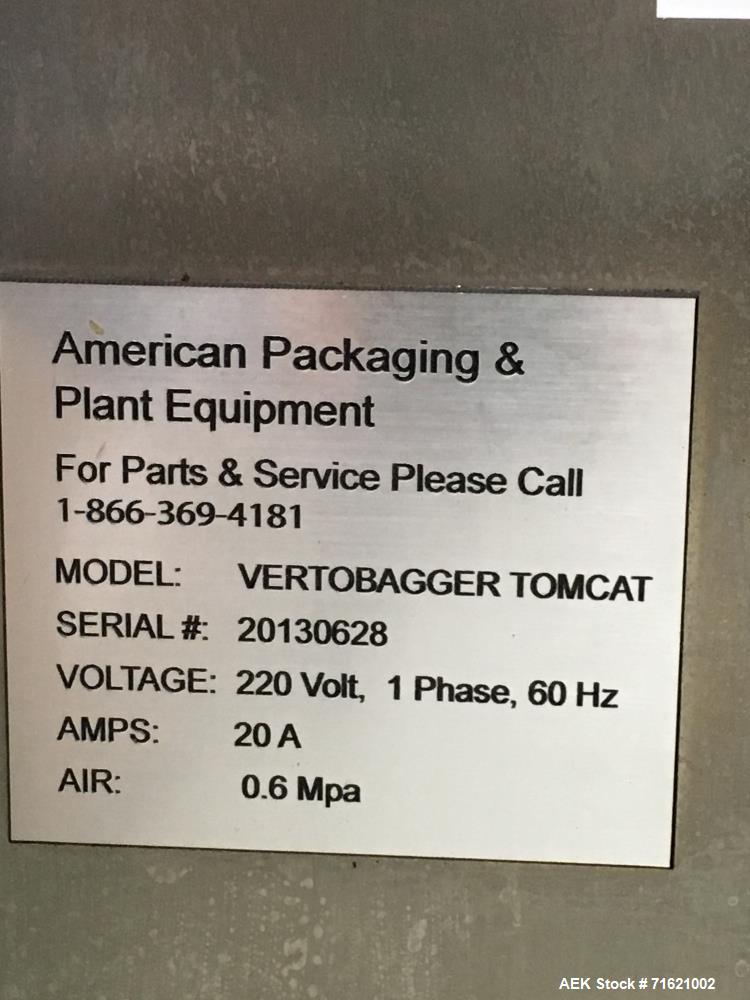 American Packaging &
Plant Equipment
For Parts & Service Please Call
1-866-369-4181
MODEL: VERTOBAGGER TOMCAT
SERIAL #: 20130628
VOLTAGE: 220 Volt, 1 Phase, 60 Hz
AMPS: 20 A
AIR: 0.6 Mpa
AEK Stock # 71621002